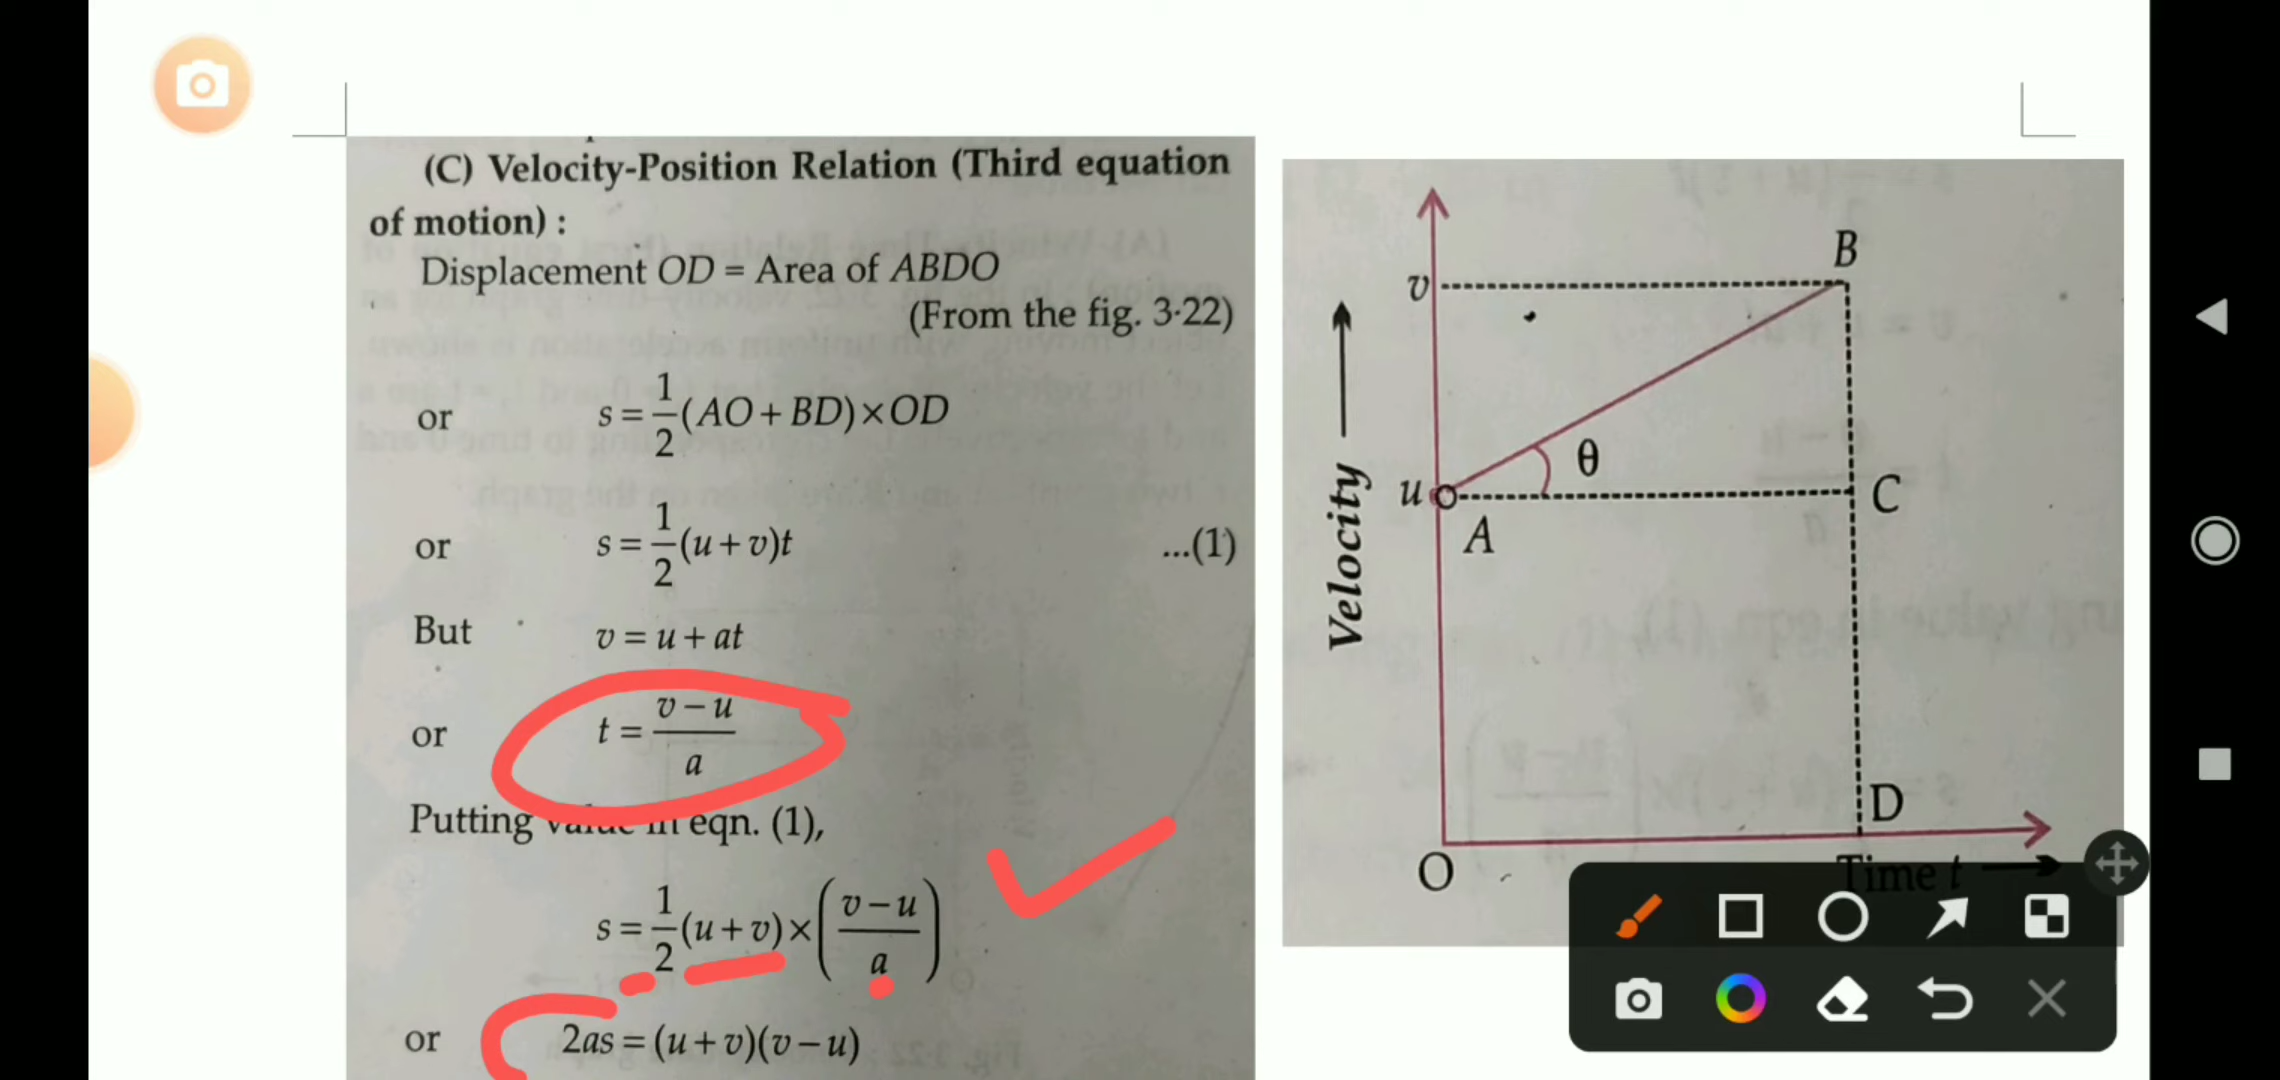 (C) Velocity-Position Relation (Third equation
of motion) :
Displacement OD = Area of ABDO
(From the fig. 3·22)
or s = 1/2 (AO + BD) × OD
or s = 1/2 (u + v)t ...(1)
But v = u + at
or t = (v – u)/a
Putting value in eqn. (1),
s = 1/2 (u + v) × ((v – u)/a)
or 2as = (u + v)(v – u)
B
v
θ
u
A
C
Velocity
D
O
Time t